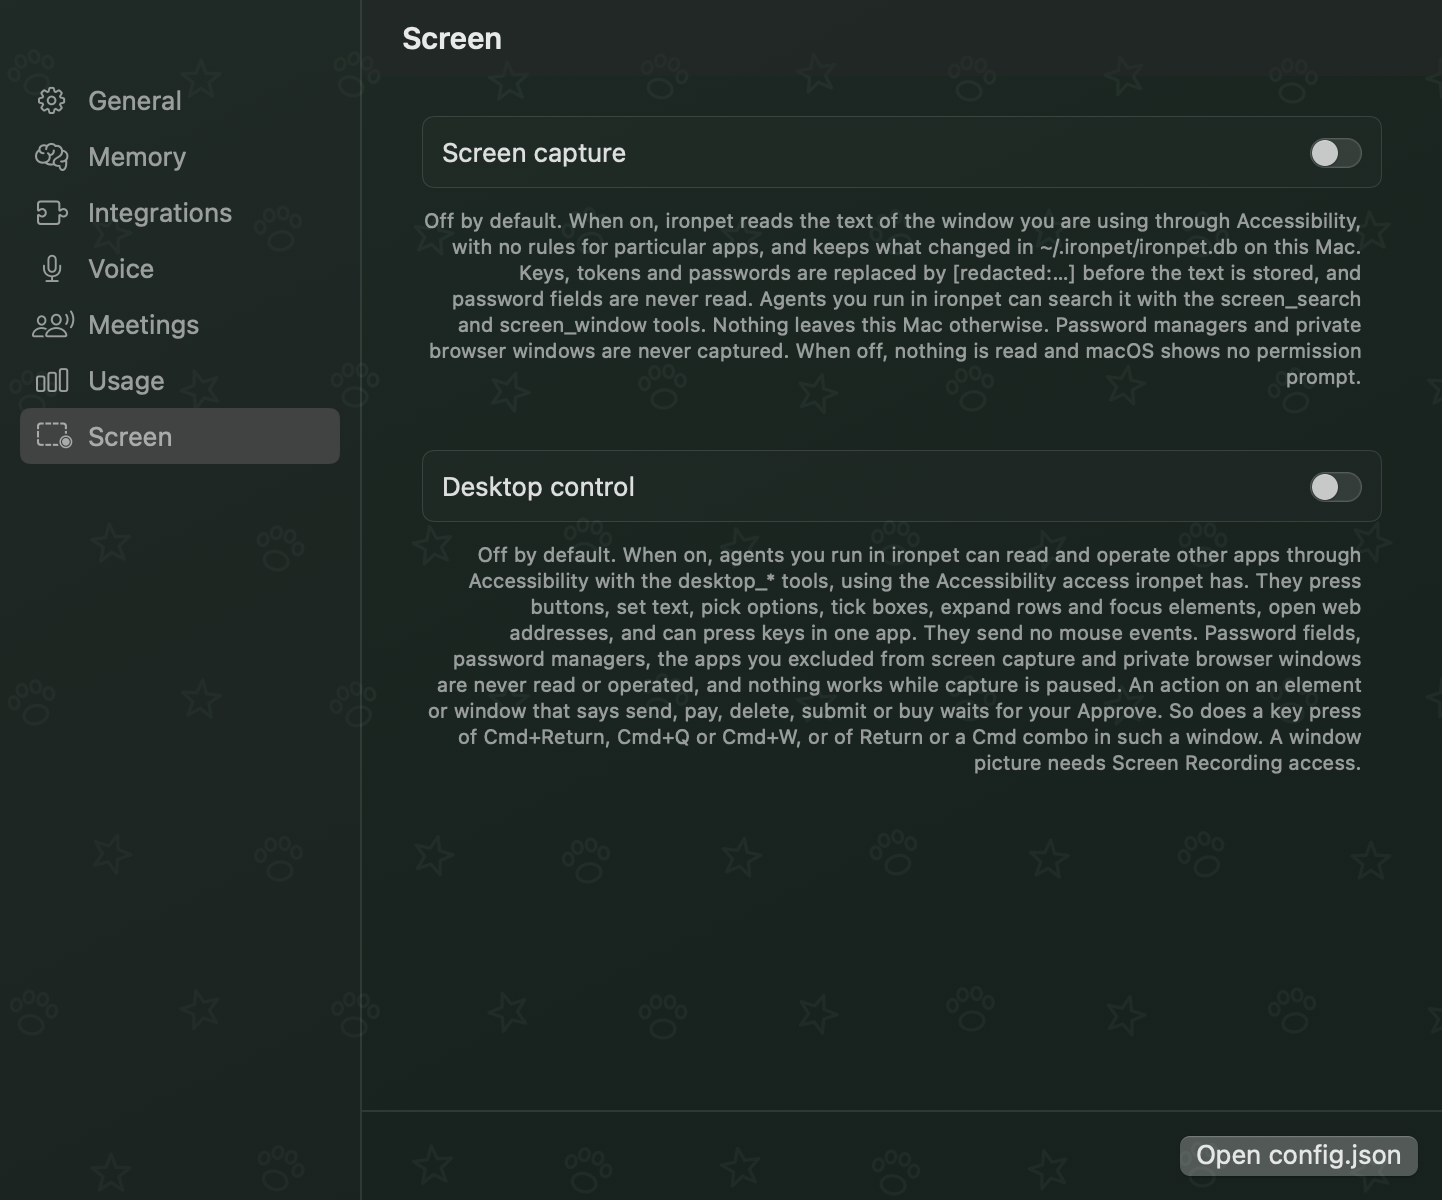 Screen
General
Memory
Integrations
Voice
Meetings
Usage
Screen
Screen capture
Off by default. When on, ironpet reads the text of the window you are using through Accessibility,
with no rules for particular apps, and keeps what changed in ~/.ironpet/ironpet.db on this Mac.
Keys, tokens and passwords are replaced by [redacted:…] before the text is stored, and
password fields are never read. Agents you run in ironpet can search it with the screen_search
and screen_window tools. Nothing leaves this Mac otherwise. Password managers and private
browser windows are never captured. When off, nothing is read and macOS shows no permission
prompt.
Desktop control
Off by default. When on, agents you run in ironpet can read and operate other apps through
Accessibility with the desktop_* tools, using the Accessibility access ironpet has. They press
buttons, set text, pick options, tick boxes, expand rows and focus elements, open web
addresses, and can press keys in one app. They send no mouse events. Password fields,
password managers, the apps you excluded from screen capture and private browser windows
are never read or operated, and nothing works while capture is paused. An action on an element
or window that says send, pay, delete, submit or buy waits for your Approve. So does a key press
of Cmd+Return, Cmd+Q or Cmd+W, or of Return or a Cmd combo in such a window. A window
picture needs Screen Recording access.
Open config.json